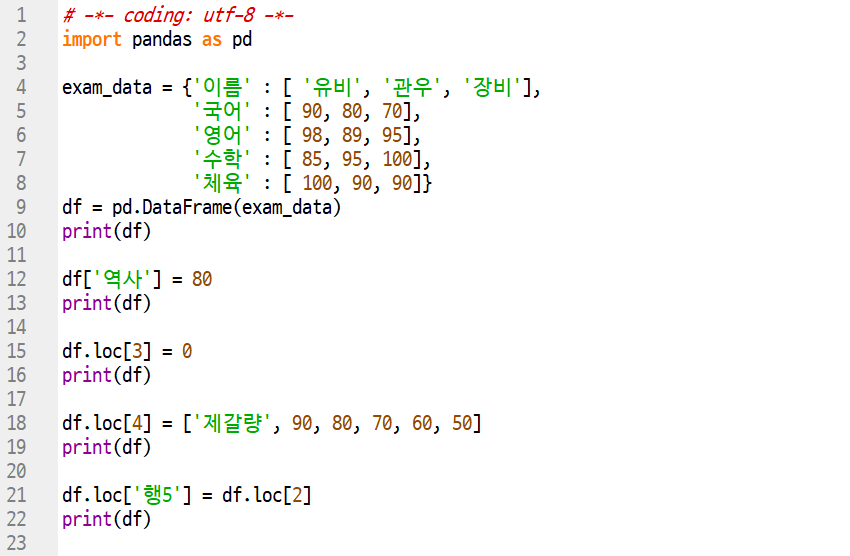 1 # -*- coding: utf-8 -*-
2 import pandas as pd
3
4 exam_data = {'이름' : [ '유비', '관우', '장비'],
5              '국어' : [ 90, 80, 70],
6              '영어' : [ 98, 89, 95],
7              '수학' : [ 85, 95, 100],
8              '체육' : [ 100, 90, 90]}
9 df = pd.DataFrame(exam_data)
10 print(df)
11
12 df['역사'] = 80
13 print(df)
14
15 df.loc[3] = 0
16 print(df)
17
18 df.loc[4] = ['제갈량', 90, 80, 70, 60, 50]
19 print(df)
20
21 df.loc['행5'] = df.loc[2]
22 print(df)
23